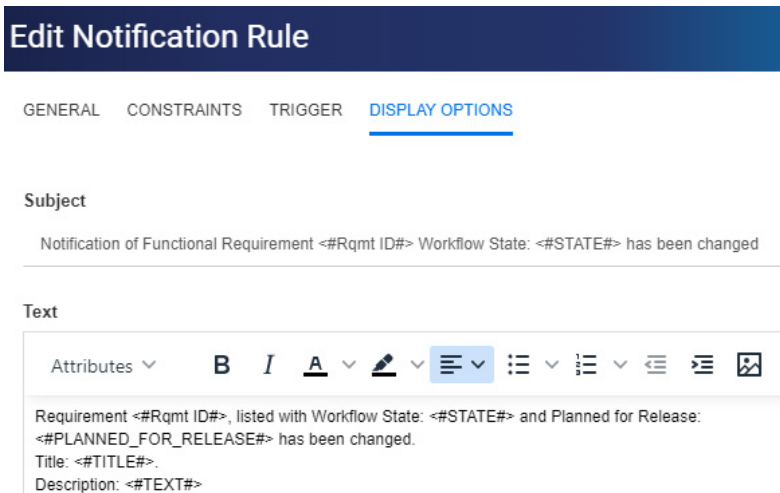 Edit Notification Rule
GENERAL CONSTRAINTS TRIGGER DISPLAY OPTIONS
Subject
Notification of Functional Requirement <#Rqmt ID#> Workflow State: <#STATE#> has been changed
Text
Attributes B I A
Requirement <#Rqmt ID#>, listed with Workflow State: <#STATE#> and Planned for Release:
<#PLANNED_FOR_RELEASE#> has been changed.
Title: <#TITLE#>.
Description: <#TEXT#>